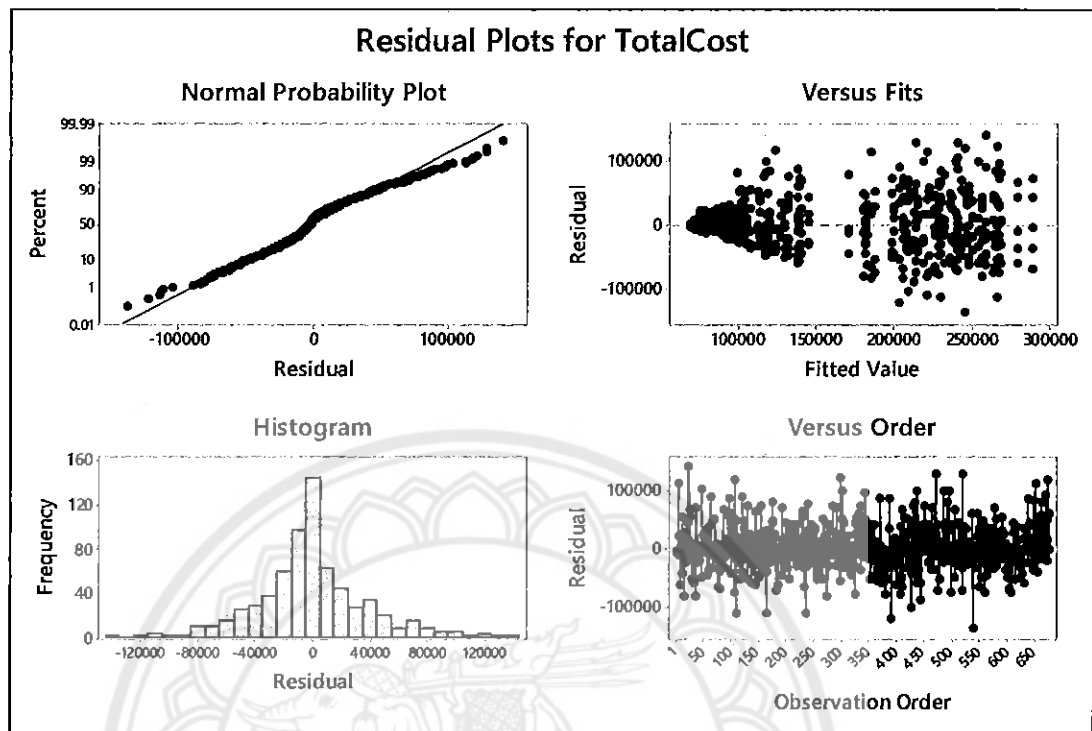 Residual Plots for TotalCost
Normal Probability Plot
99.99
99
90
50
10
1
0.01
Percent
-100000 0 100000
Residual
Versus Fits
100000
0
-100000
Residual
100000 150000 200000 250000 300000
Fitted Value
Histogram
160
120
80
40
0
Frequency
-120000 -80000 -40000 0 40000 80000 120000
Residual
Versus Order
100000
0
-100000
Residual
1 50 100 150 200 250 300 350 400 450 500 550 600 650
Observation Order